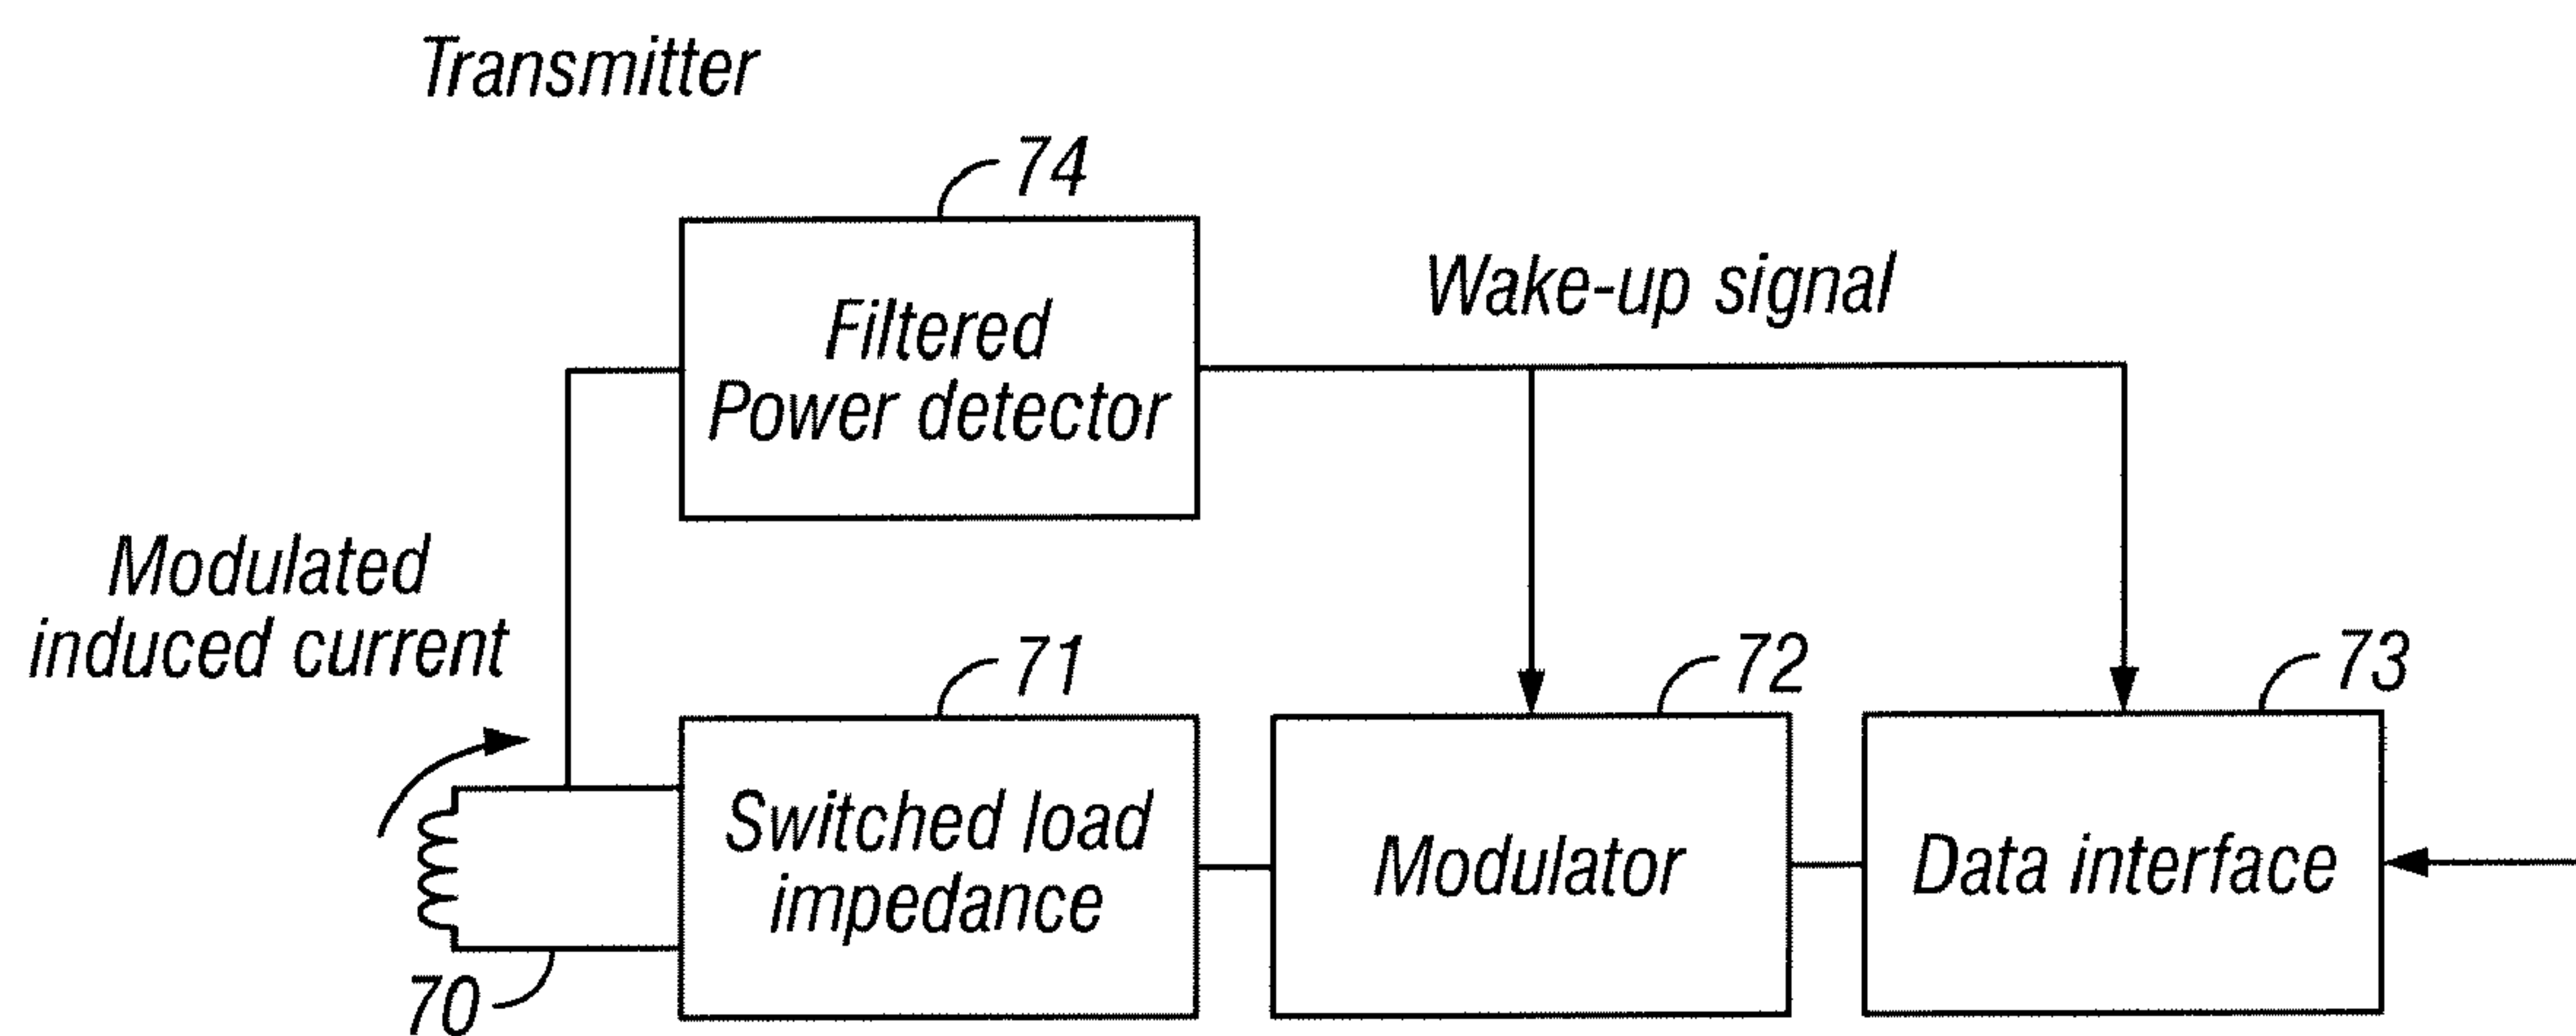 Transmitter
74
Filtered
Power detector
Wake-up signal
Modulated
induced current
71
72
73
Switched load
impedance
Modulator
Data interface
70